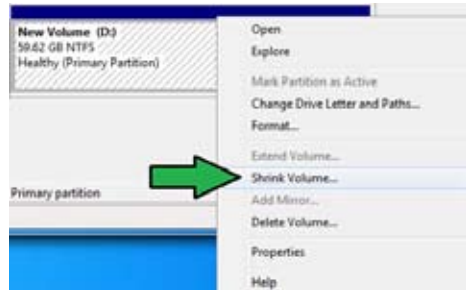 New Volume (D:)
59.62 GB NTFS
Healthy (Primary Partition)
Primary partition
Open
Explore
Mark Partition as Active
Change Drive Letter and Paths...
Format...
Extend Volume...
Shrink Volume...
Add Mirror...
Delete Volume...
Properties
Help